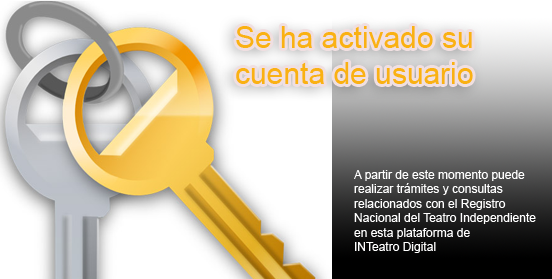 Se ha activado su
cuenta de usuario
A partir de este momento puede
realizar trámites y consultas
relacionados con el Registro
Nacional del Teatro Independiente
en esta plataforma de
INTeatro Digital